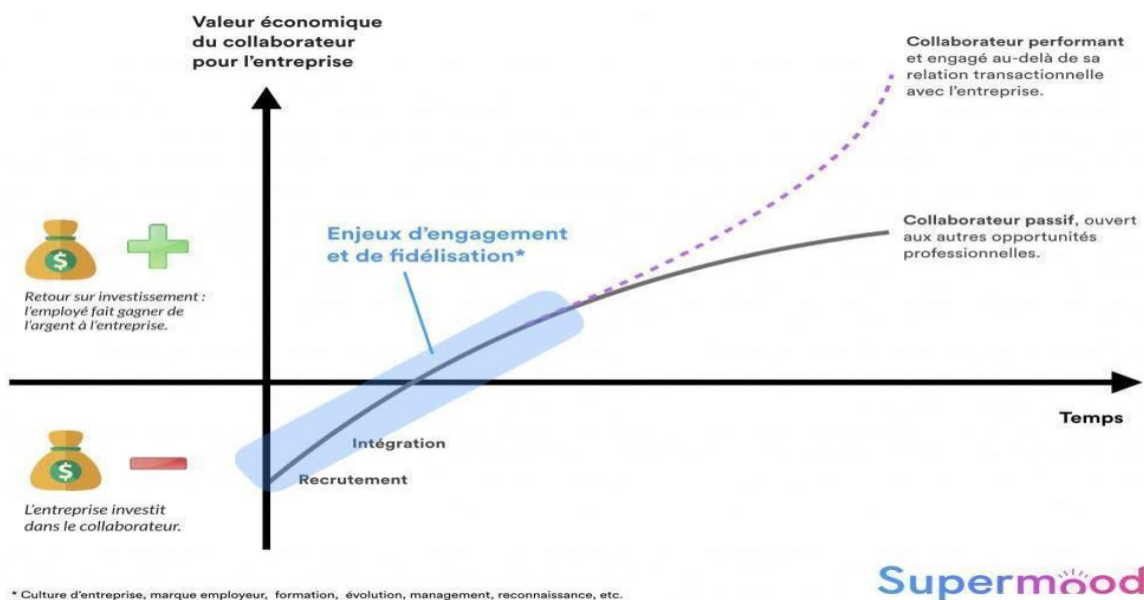 Valeur économique
du collaborateur
pour l'entreprise
Collaborateur performant
et engagé au-delà de sa
relation transactionnelle
avec l'entreprise.
Enjeux d'engagement
et de fidélisation*
Collaborateur passif, ouvert
aux autres opportunités
professionnelles.
$
Retour sur investissement :
l'employé fait gagner de
l'argent à l'entreprise.
Temps
Intégration
Recrutement
$
L'entreprise investit
dans le collaborateur.
* Culture d'entreprise, marque employeur, formation, évolution, management, reconnaissance, etc.
Supermood